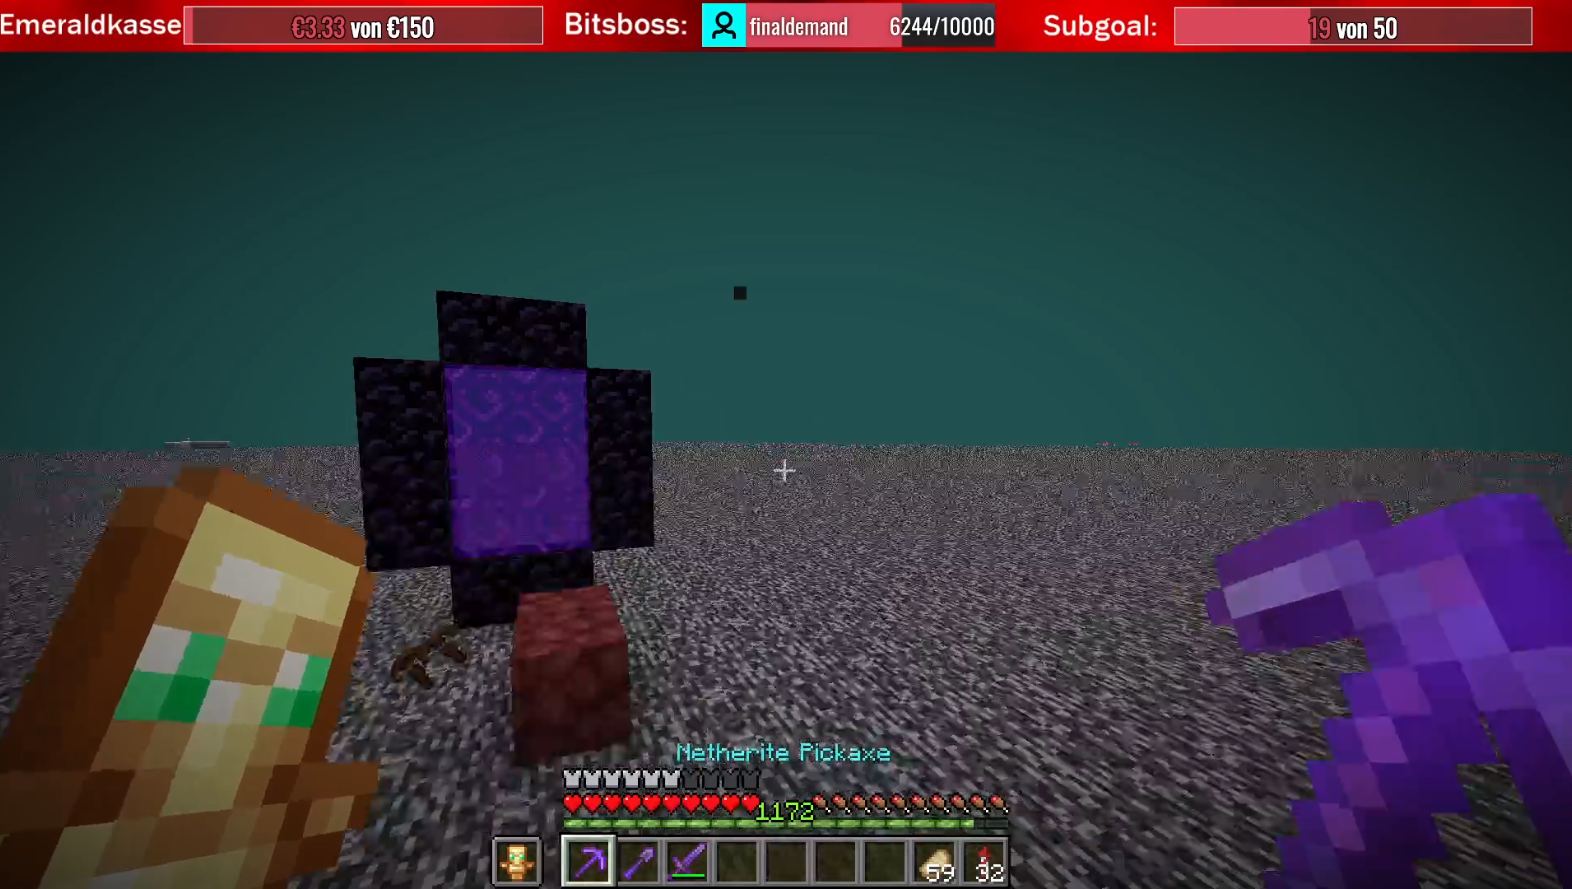 Emeraldkasse €3.33 von €150 Bitsboss: finaldemand 6244/10000 Subgoal: 19 von 50
Netherite Pickaxe
1172
59 32